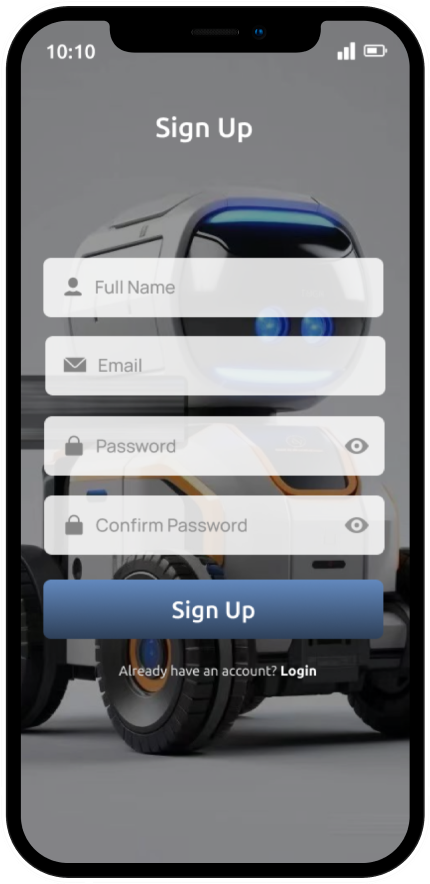 10:10
Sign Up
Full Name
Email
Password
Confirm Password
Sign Up
Already have an account? Login